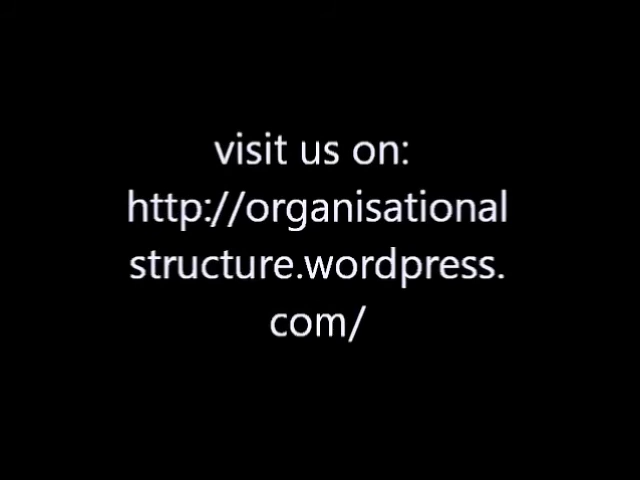 visit us on:
http://organisational
structure.wordpress.
com/